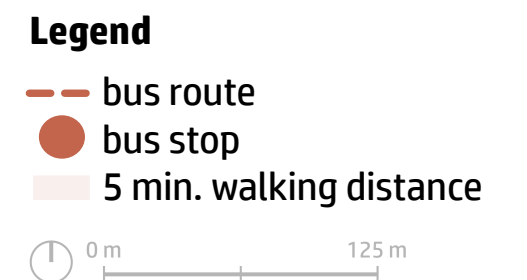 Legend
bus route
bus stop
5 min. walking distance
0 m 125 m